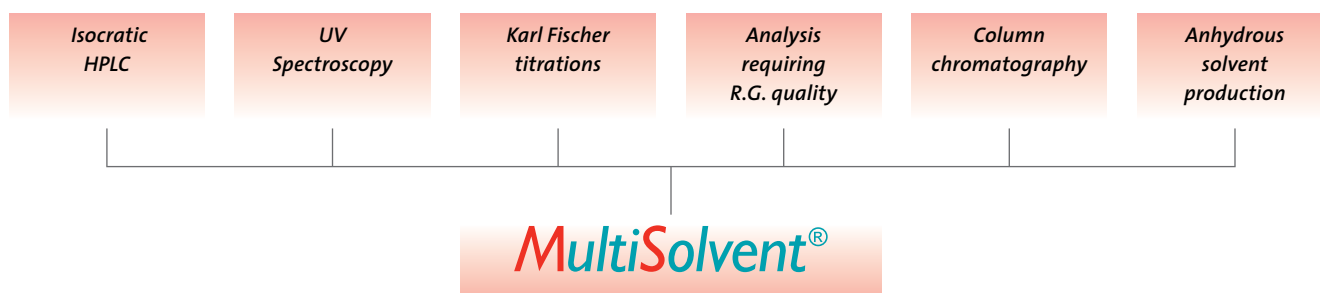 Isocratic
HPLC
UV
Spectroscopy
Karl Fischer
titrations
Analysis
requiring
R.G. quality
Column
chromatography
Anhydrous
solvent
production
MultiSolvent®